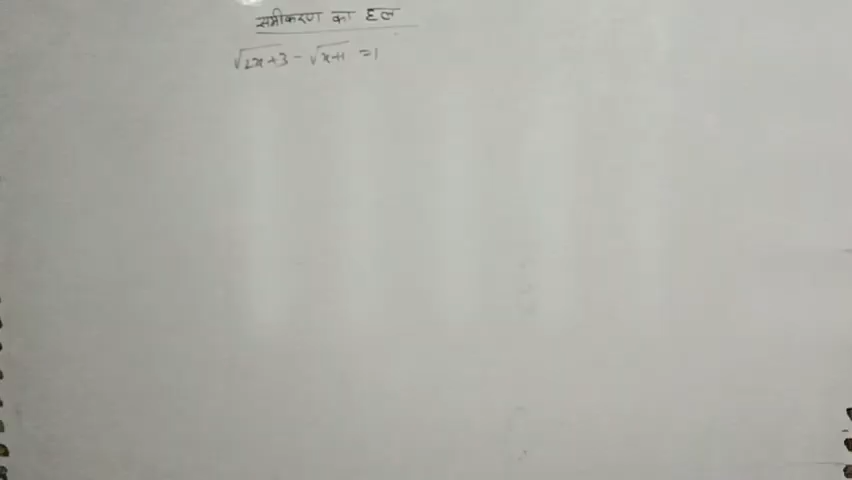 समीकरण का हल
√2x+3 - √x+1 =1